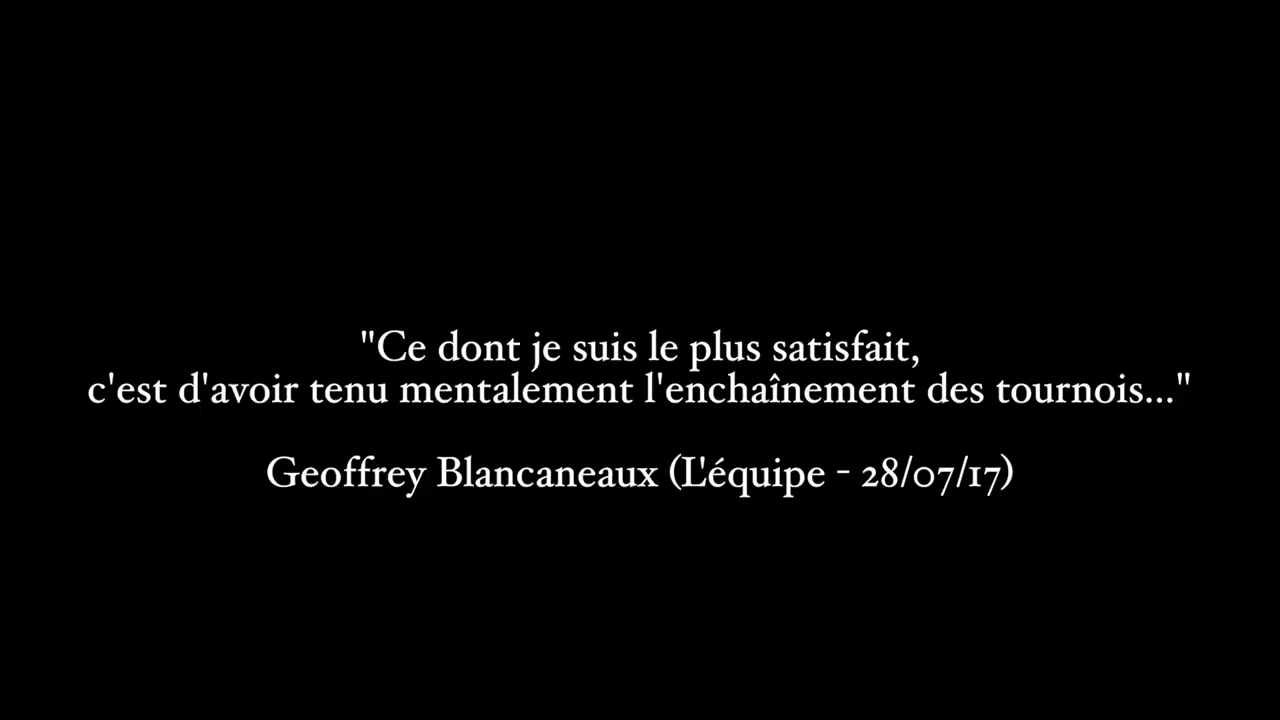 "Ce dont je suis le plus satisfait,
c'est d'avoir tenu mentalement l'enchaînement des tournois..."
Geoffrey Blancaneaux (L'équipe - 28/07/17)